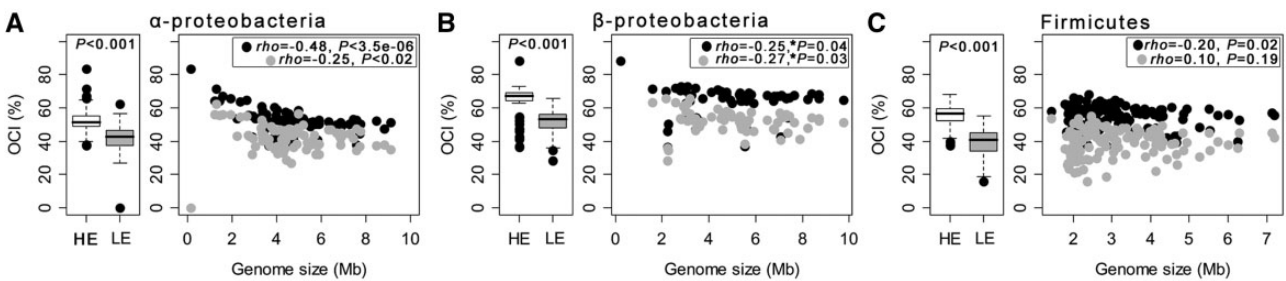 A
α-proteobacteria
P<0.001
rho=-0.48, P<3.5e-06
rho=-0.25, P<0.02
OCI (%)
0
20
40
60
80
HE
LE
0
2
4
6
8
10
Genome size (Mb)
B
β-proteobacteria
P<0.001
rho=-0.25,*P=0.04
rho=-0.27,*P=0.03
OCI (%)
0
20
40
60
80
HE
LE
0
2
4
6
8
10
Genome size (Mb)
C
Firmicutes
P<0.001
rho=-0.20, P=0.02
rho=0.10, P=0.19
OCI (%)
0
20
40
60
80
HE
LE
2
3
4
5
6
7
Genome size (Mb)